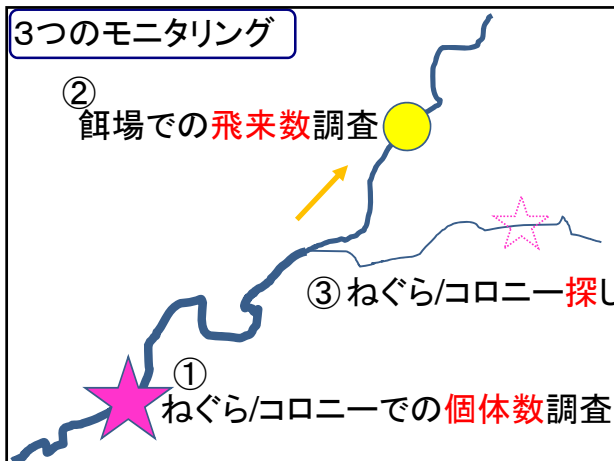 3つのモニタリング
②
餌場での飛来数調査
③ねぐら/コロニー探し
①
ねぐら/コロニーでの個体数調査